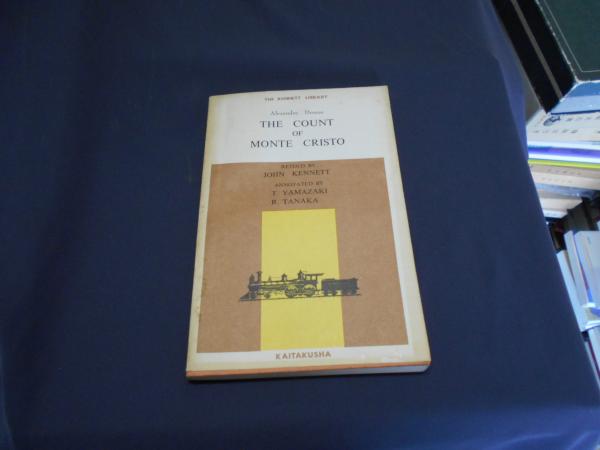 THE KENNETT LIBRARY
Alexandre Dumas
THE COUNT
OF
MONTE CRISTO
RETOLD BY
JOHN KENNETT
ANNOTATED BY
T. YAMAZAKI
R. TANAKA
KAITAKUSHA